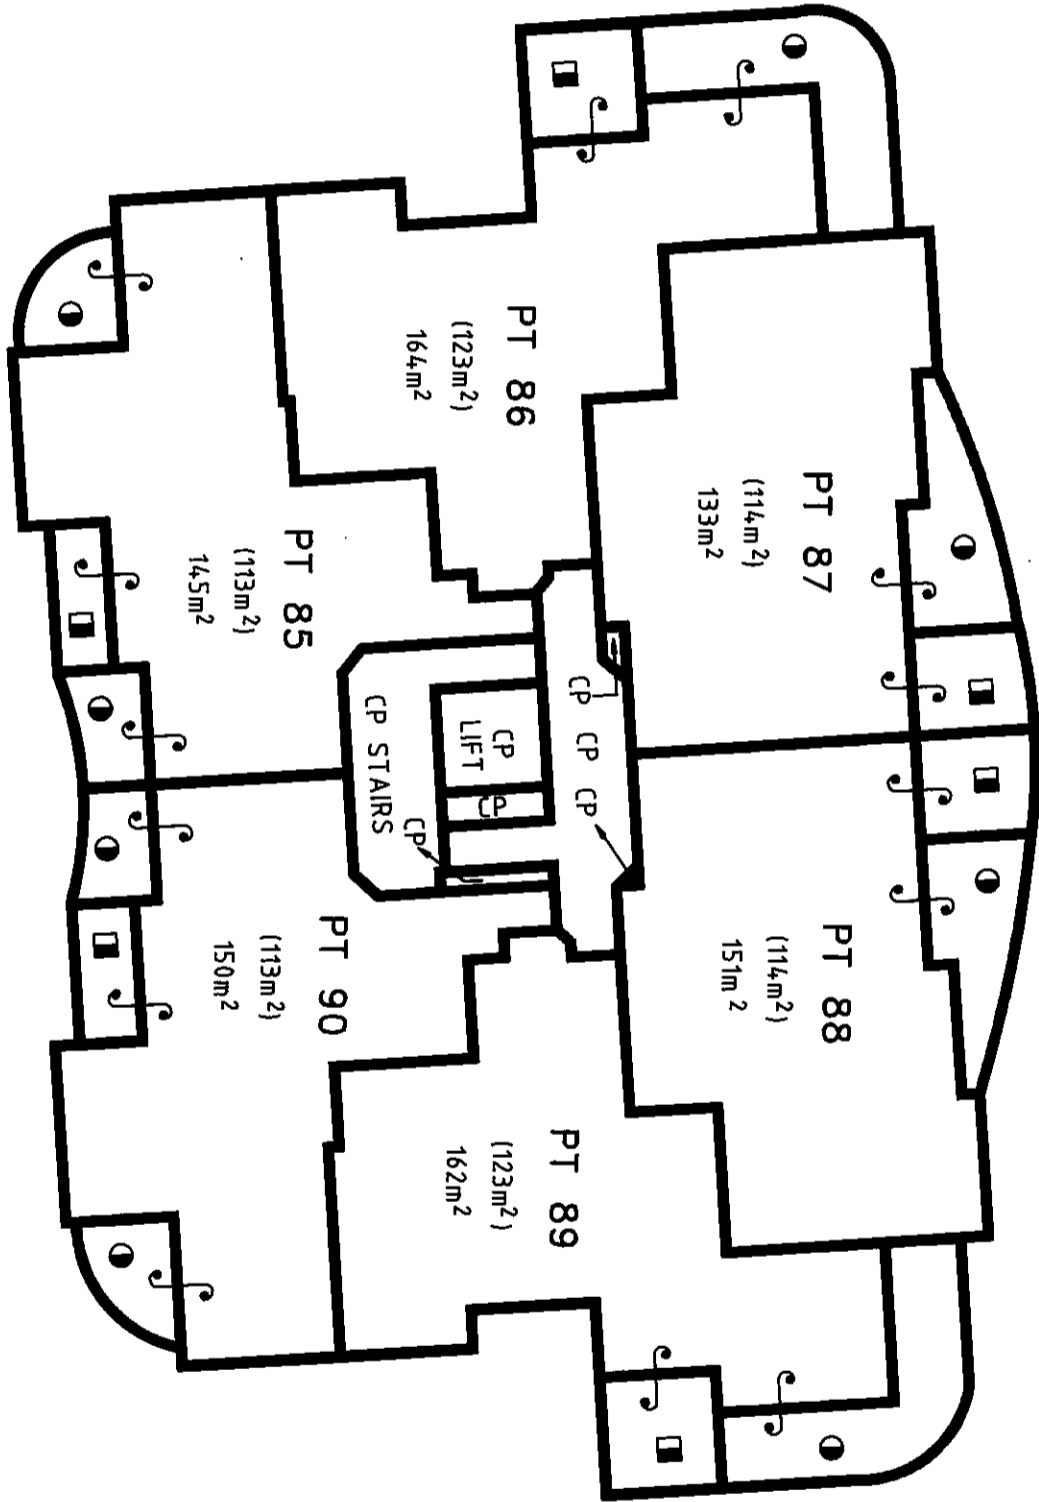 PT 86
(123m²)
164m²
PT 87
(114m²)
133m²
PT 85
(113m²)
145m²
CP
CP
CP
CP
LIFT
CP
CP STAIRS
CP
PT 88
(114m²)
151m²
PT 90
(113m²)
150m²
PT 89
(123m²)
162m²